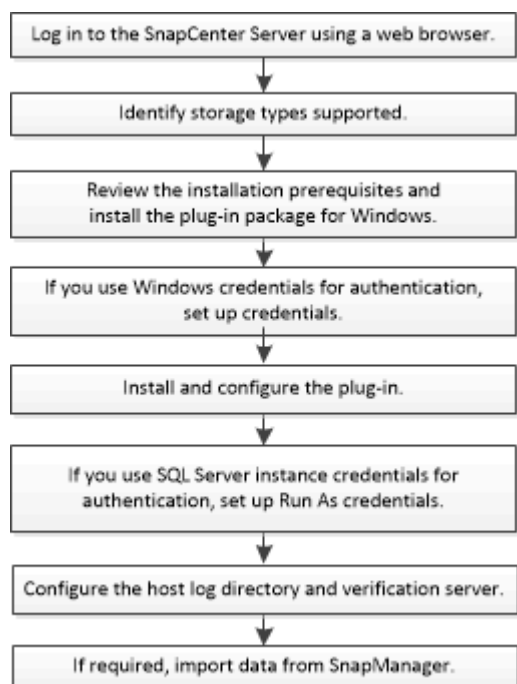 Log in to the SnapCenter Server using a web browser.
Identify storage types supported.
Review the installation prerequisites and
install the plug-in package for Windows.
If you use Windows credentials for authentication,
set up credentials.
Install and configure the plug-in.
If you use SQL Server instance credentials for
authentication, set up Run As credentials.
Configure the host log directory and verification server.
If required, import data from SnapManager.